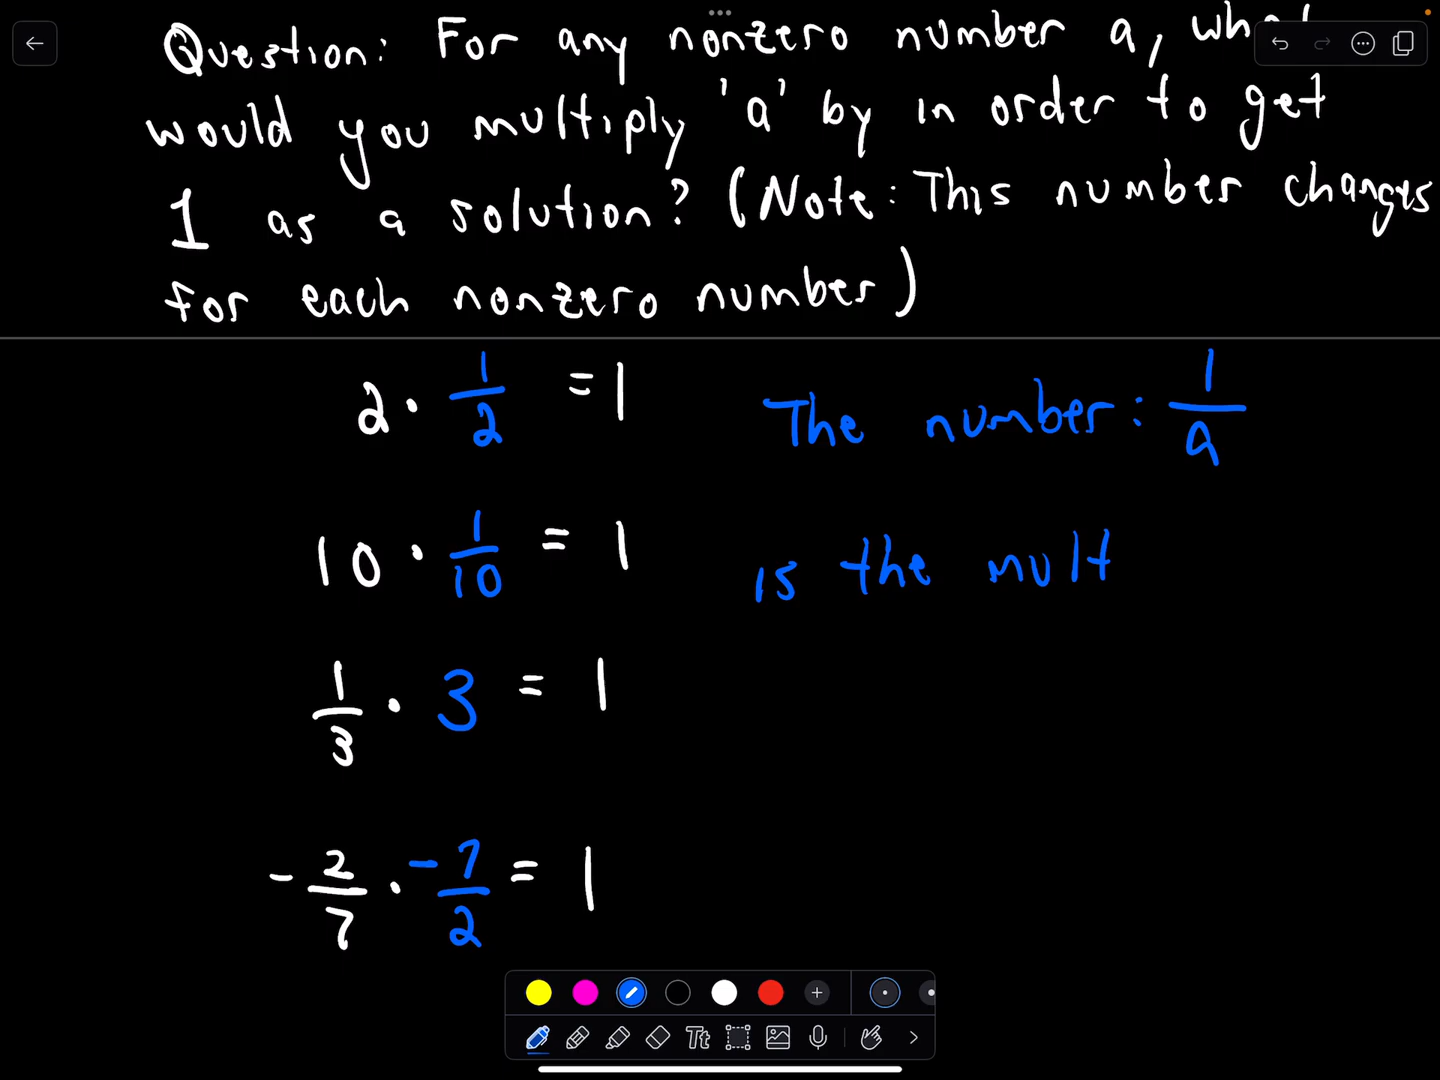 Question: For any nonzero number a, what
would you multiply 'a' by in order to get
1 as a solution? (Note: This number changes
for each nonzero number)
2 · 1/2 = 1
The number: 1/a
10 · 1/10 = 1
is the mult
1/3 · 3 = 1
- 2/7 · - 7/2 = 1
Tt